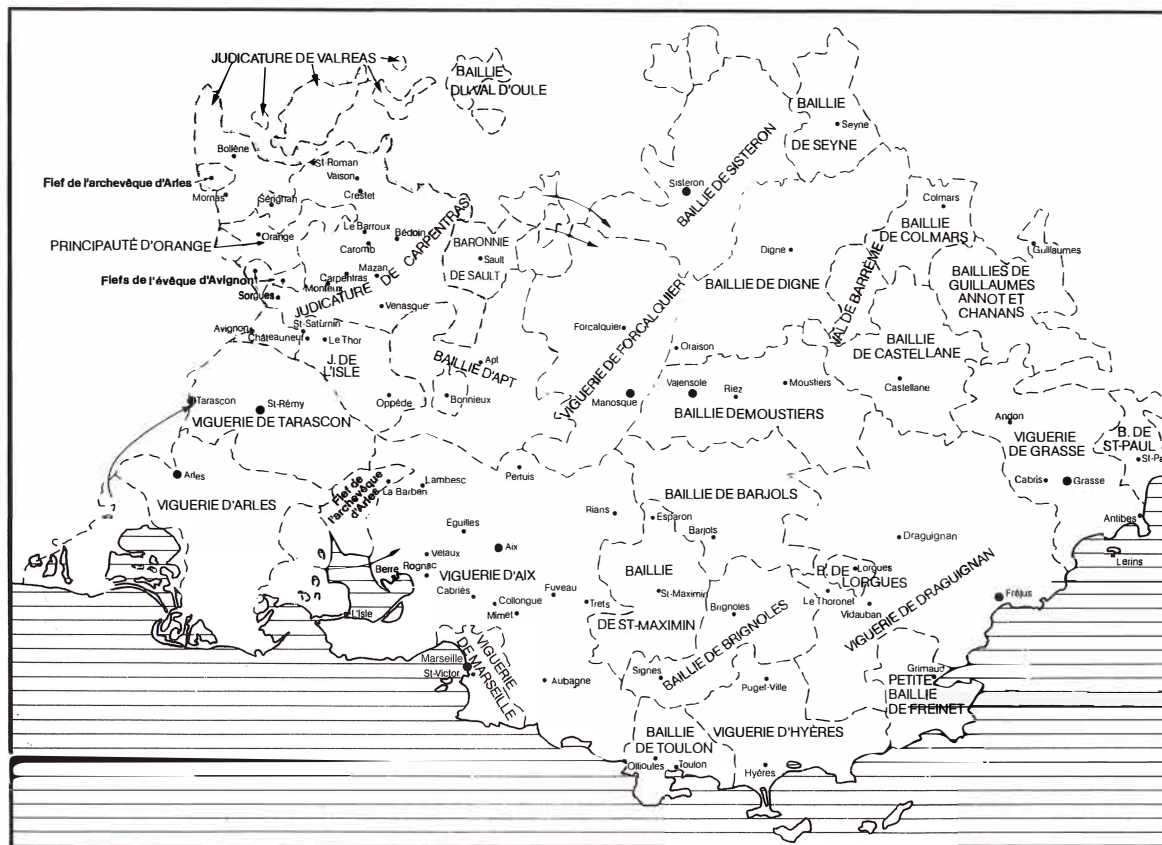 JUDICATURE DE VALREAS
BAILLIE
DU VAL D'OULE
BAILLIE
DE SEYNE
Seyne
Bollène
St Roman
Vaison
Fief de l'archevêque d'Arles
Mornas
Sérignan
Crestet
Sisteron
BAILLIE DE SISTERON
Colmars
BAILLIE
DE COLMARS
PRINCIPAUTÉ D'ORANGE
Orange
Le Barroux
Bédoin
Caromb
BARONNIE
Sault
DE SAULT
Digne
BAILLIE DE DIGNE
VAL DE BARRÊME
Guillaumes
BAILLIES DE
GUILLAUMES
ANNOT ET
CHANANS
Flefs de l'évêque d'Avignon
Sorgues
Carpentras
Mazan
Monteux
JUDICATURE DE CARPENTRAS
Venasque
Avignon
St-Saturnin
Châteauneuf
Le Thor
J. DE
L'ISLE
Forcalquier
VIGUERIE DE FORCALQUIER
Oraison
BAILLIE D'APT
Apt
BAILLIE
DE CASTELLANE
Castellane
Tarascon
St-Rémy
VIGUERIE DE TARASCON
Oppède
Bonnieux
Manosque
Valensole
Riez
Moustiers
BAILLIE DEMOUSTIERS
Andon
VIGUERIE
DE GRASSE
B. DE
ST-PAUL
St-Pa
Cabris
Grasse
Antibes
Lerins
Arles
VIGUERIE D'ARLES
Fief de
l'archevêque
d'Arles
La Barben
Lambesc
Pertuis
BAILLIE DE BARJOLS
Rians
Esparon
Barjols
Draguignan
Eguilles
Aix
Velaux
Berre
Rognac
VIGUERIE D'AIX
Cabriès
Collongue
Fuveau
Mimet
Trets
BAILLIE
St-Maximin
DE ST-MAXIMIN
Brignoles
BAILLIE DE BRIGNOLES
B. DE
LORGUES
Lorgues
Le Thoronet
Vidauban
VIGUERIE DE DRAGUIGNAN
Fréjus
L'Isle
Marseille
St-Victor
VIGUERIE
DE MARSEILLE
Aubagne
Signes
Puget-Ville
Grimaud
PETITE
BAILLIE
DE FREINET
BAILLIE
DE TOULON
VIGUERIE D'HYÈRES
Ollioules
Toulon
Hyères